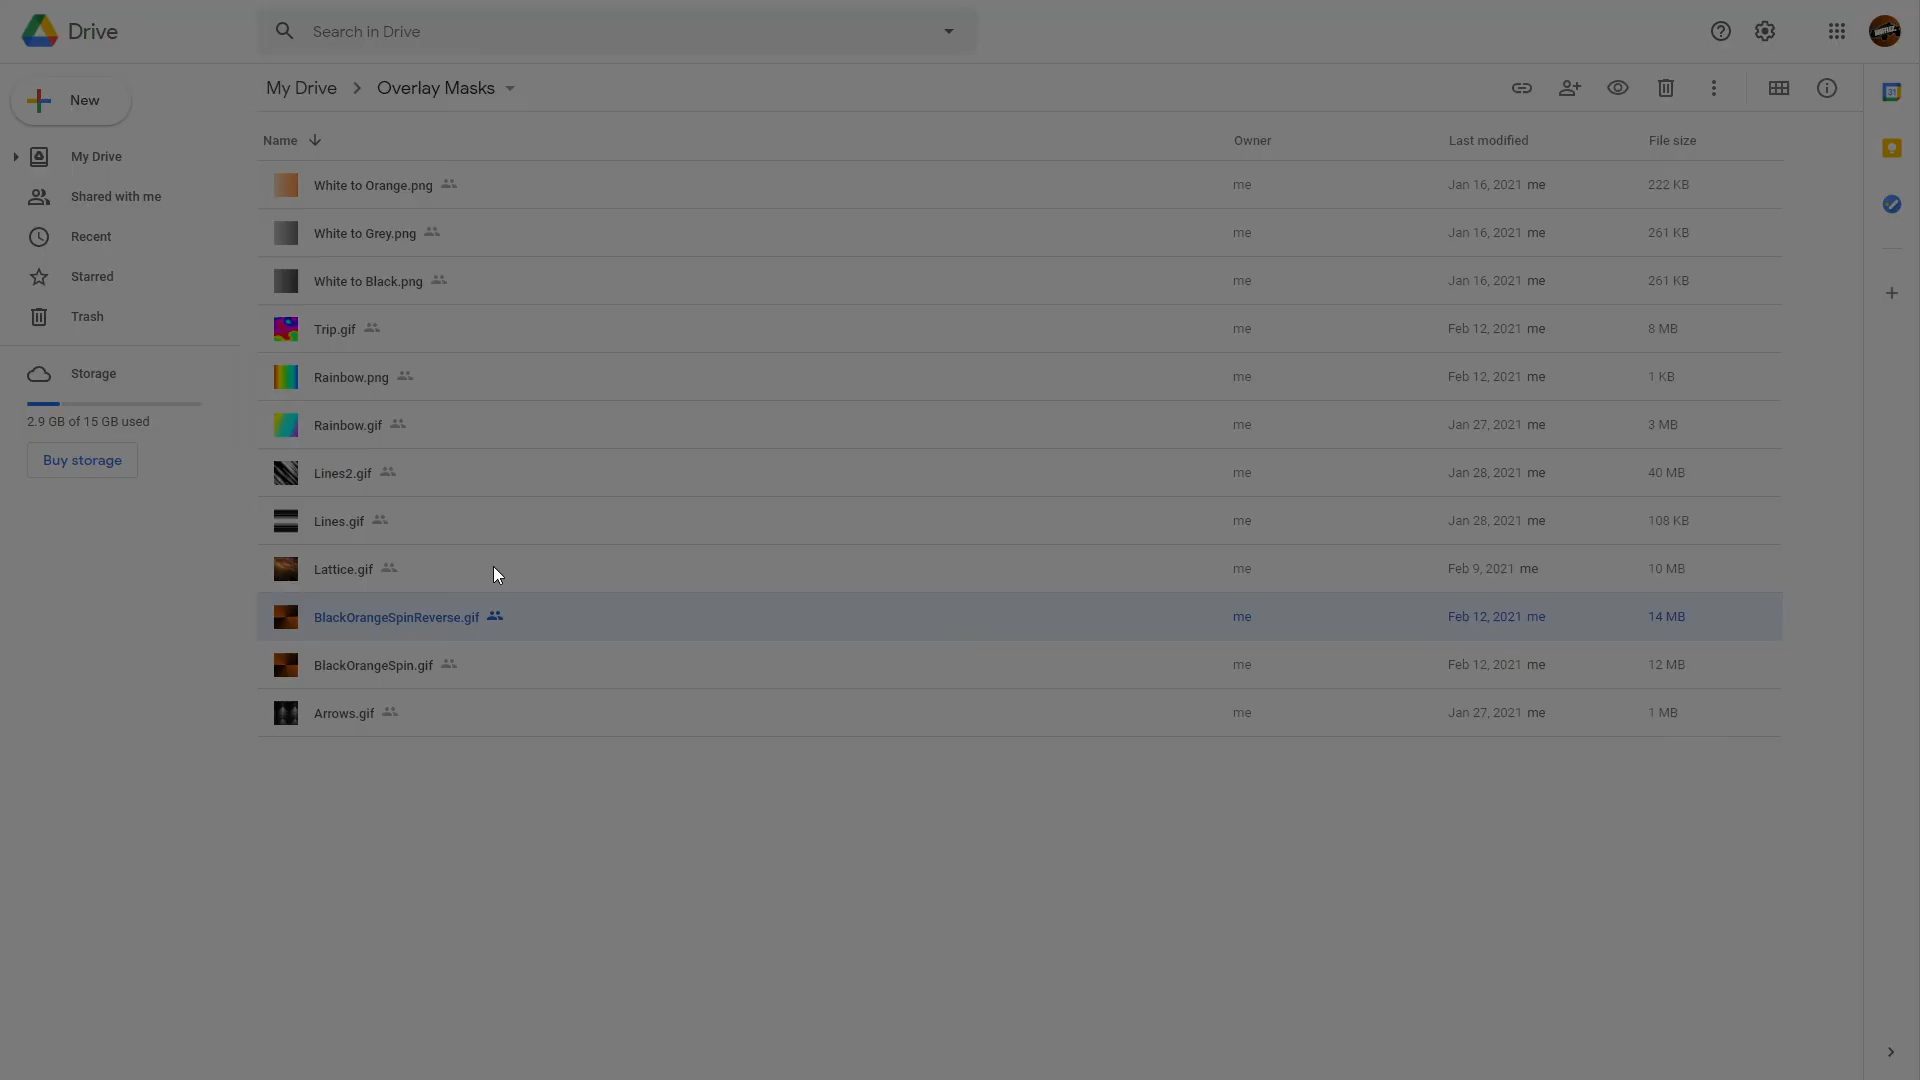 Drive
Search in Drive
New
My Drive
Shared with me
Recent
Starred
Trash
Storage
2.9 GB of 15 GB used
Buy storage
My Drive > Overlay Masks
Name Owner Last modified File size
White to Orange.png me Jan 16, 2021 me 222 KB
White to Grey.png me Jan 16, 2021 me 261 KB
White to Black.png me Jan 16, 2021 me 261 KB
Trip.gif me Feb 12, 2021 me 8 MB
Rainbow.png me Feb 12, 2021 me 1 KB
Rainbow.gif me Jan 27, 2021 me 3 MB
Lines2.gif me Jan 28, 2021 me 40 MB
Lines.gif me Jan 28, 2021 me 108 KB
Lattice.gif me Feb 9, 2021 me 10 MB
BlackOrangeSpinReverse.gif me Feb 12, 2021 me 14 MB
BlackOrangeSpin.gif me Feb 12, 2021 me 12 MB
Arrows.gif me Jan 27, 2021 me 1 MB
31